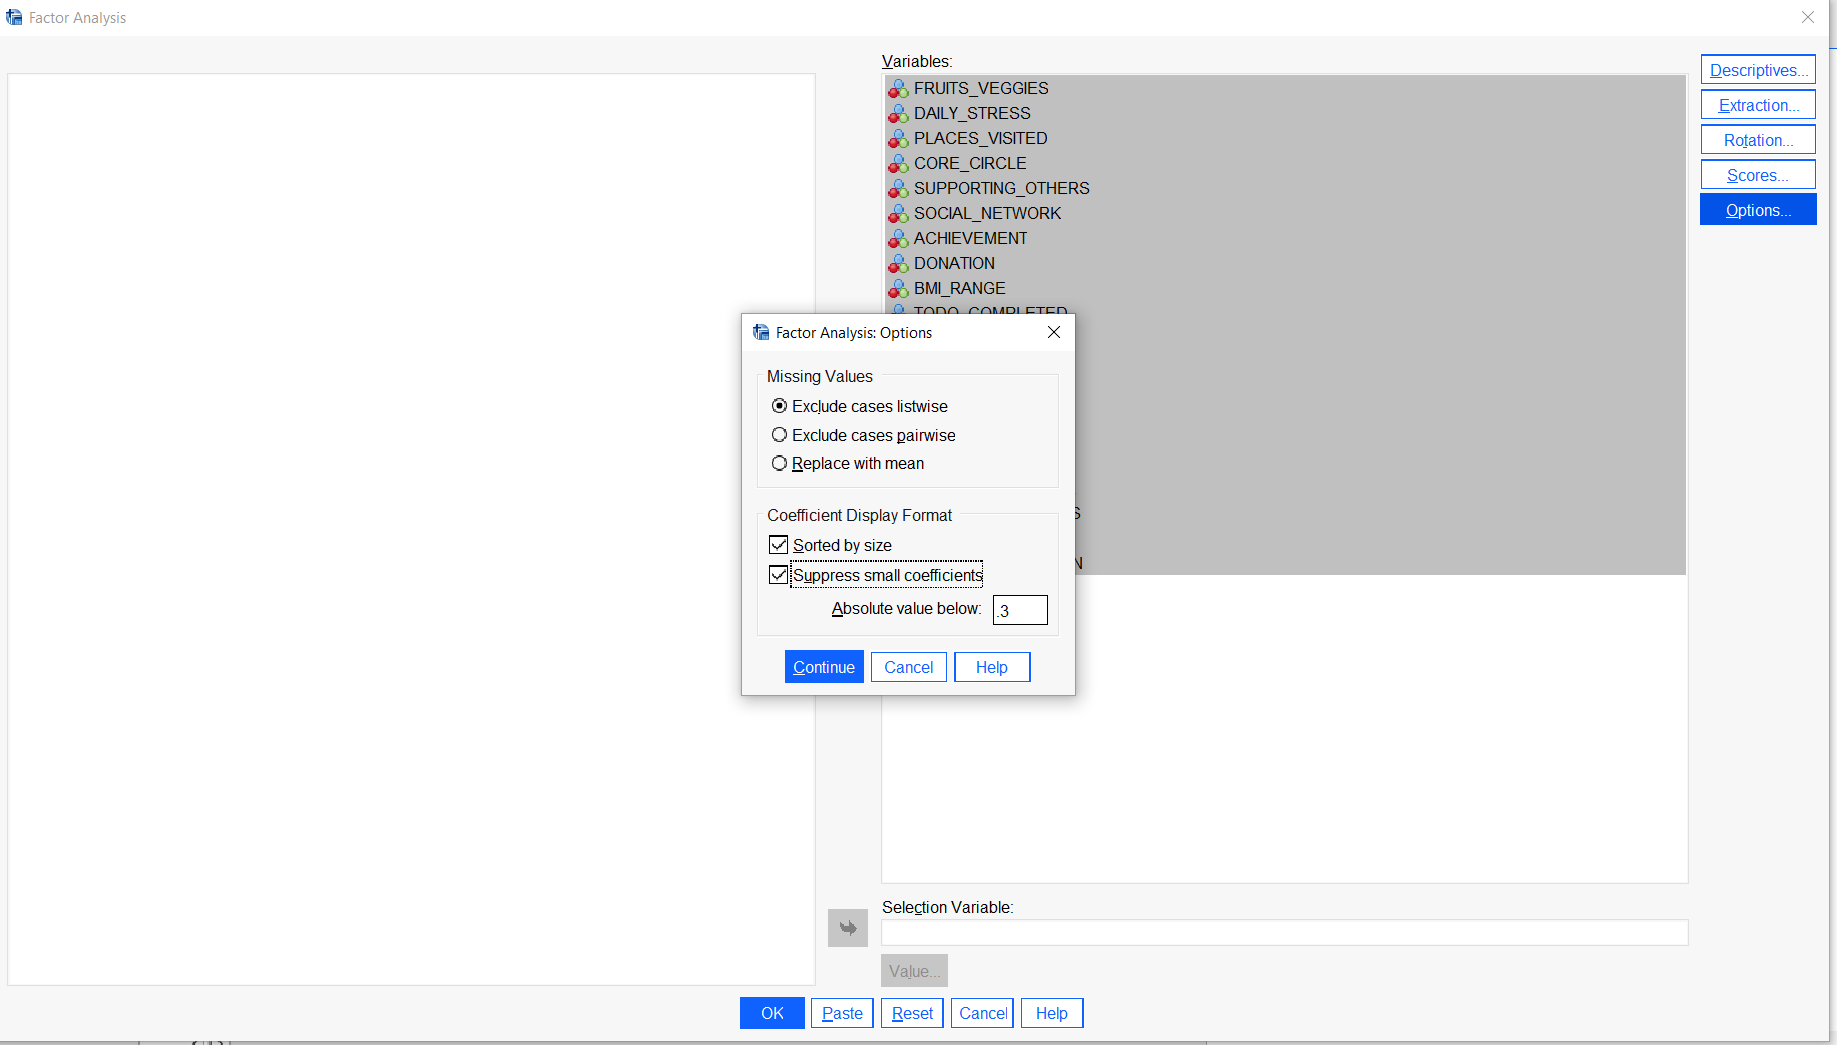 Factor Analysis
Variables:
FRUITS_VEGGIES
DAILY_STRESS
PLACES_VISITED
CORE_CIRCLE
SUPPORTING_OTHERS
SOCIAL_NETWORK
ACHIEVEMENT
DONATION
BMI_RANGE
TODO_COMPLETED
S
N
Descriptives...
Extraction...
Rotation...
Scores...
Options...
Factor Analysis: Options
Missing Values
Exclude cases listwise
Exclude cases pairwise
Replace with mean
Coefficient Display Format
Sorted by size
Suppress small coefficients
Absolute value below: .3
Continue Cancel Help
Selection Variable:
Value...
OK Paste Reset Cancel Help